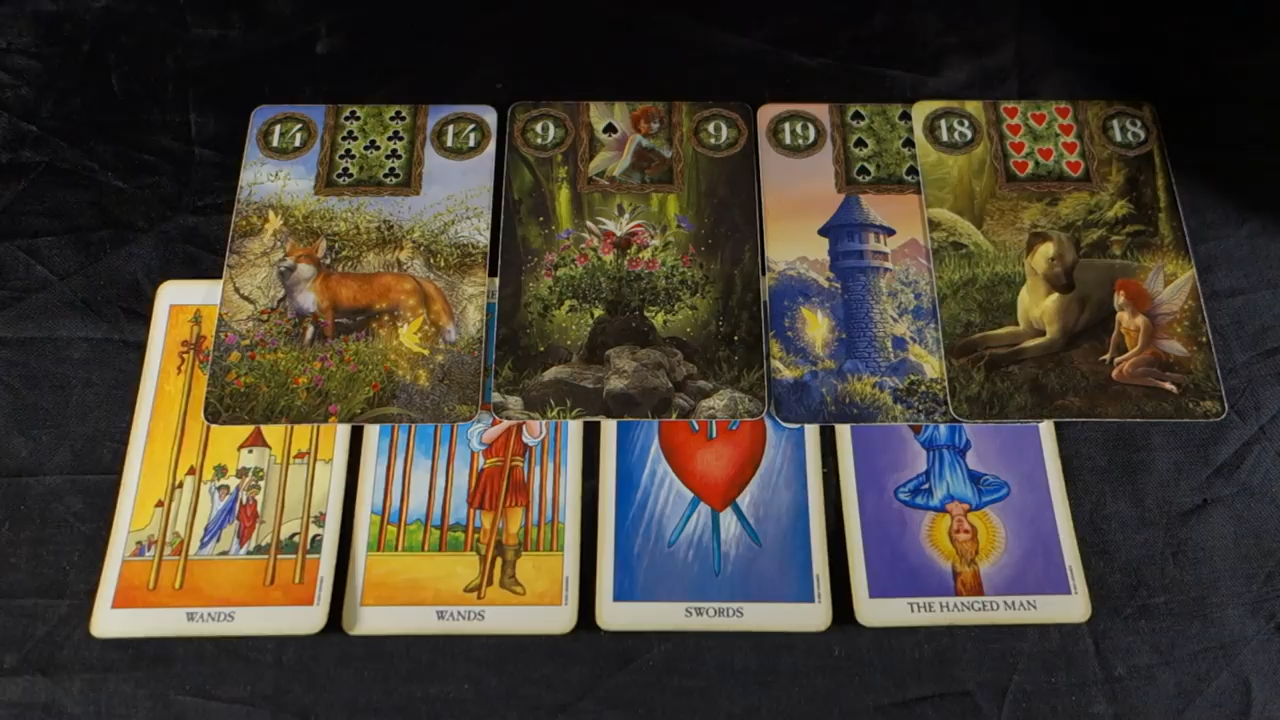 14 14
9 9
19
18 18
WANDS
WANDS
SWORDS
THE HANGED MAN